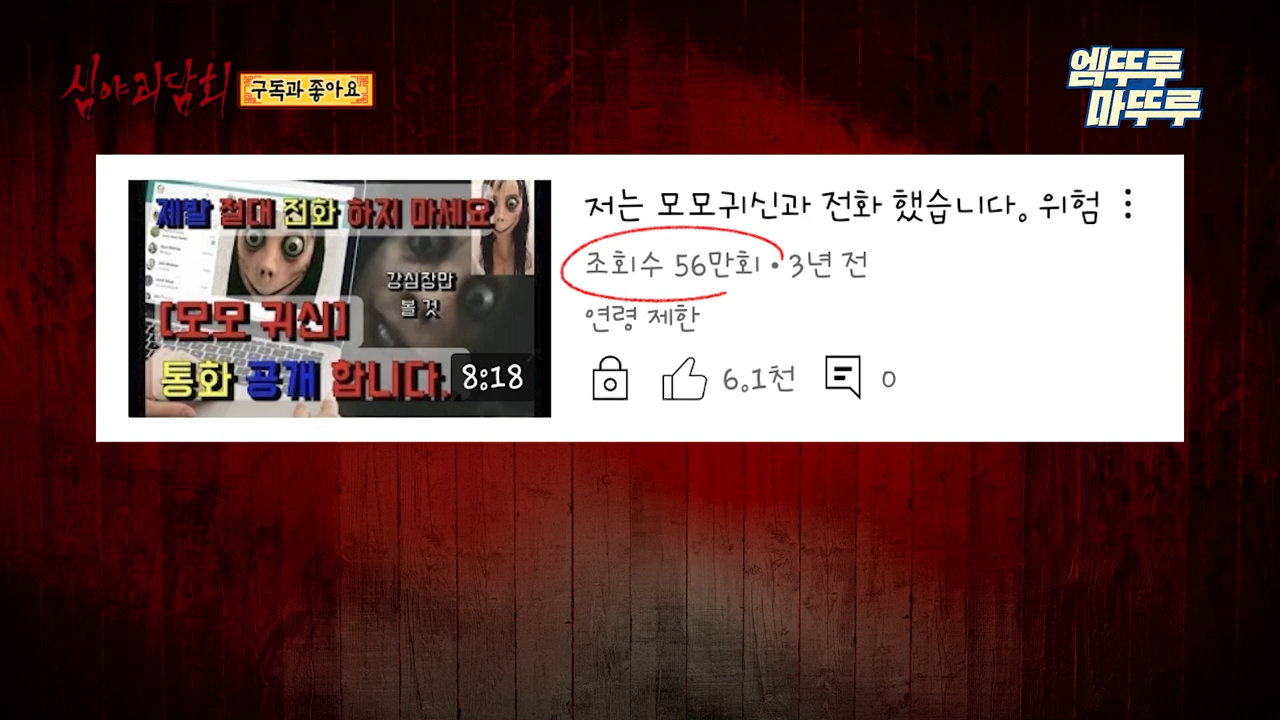 심야괴담회
구독과 좋아요
엠뚜루
마뚜루
제발 절대 전화 하지 마세요
강심장만
볼 것
[모모 귀신]
통화 공개 합니다.
8:18
저는 모모귀신과 전화 했습니다. 위험
조회수 56만회 • 3년 전
연령 제한
6.1천
0